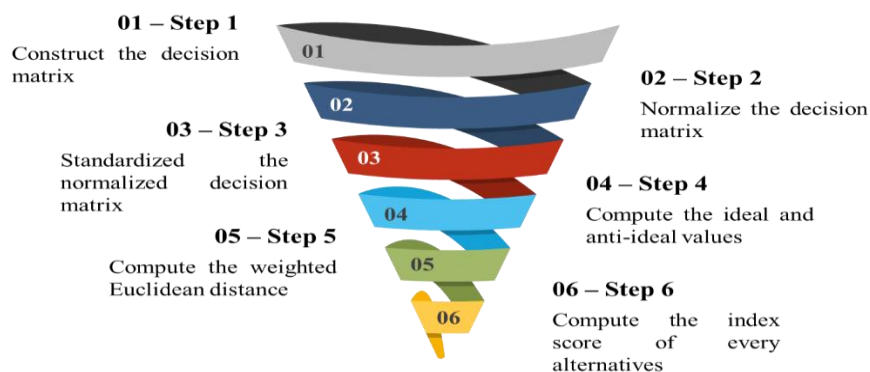 01 – Step 1
Construct the decision
matrix
01
02 – Step 2
Normalize the decision
matrix
02
03 – Step 3
Standardized the
normalized decision
matrix
03
04 – Step 4
Compute the ideal and
anti-ideal values
04
05 – Step 5
Compute the weighted
Euclidean distance
05
06 – Step 6
Compute the index
score of every
alternatives
06